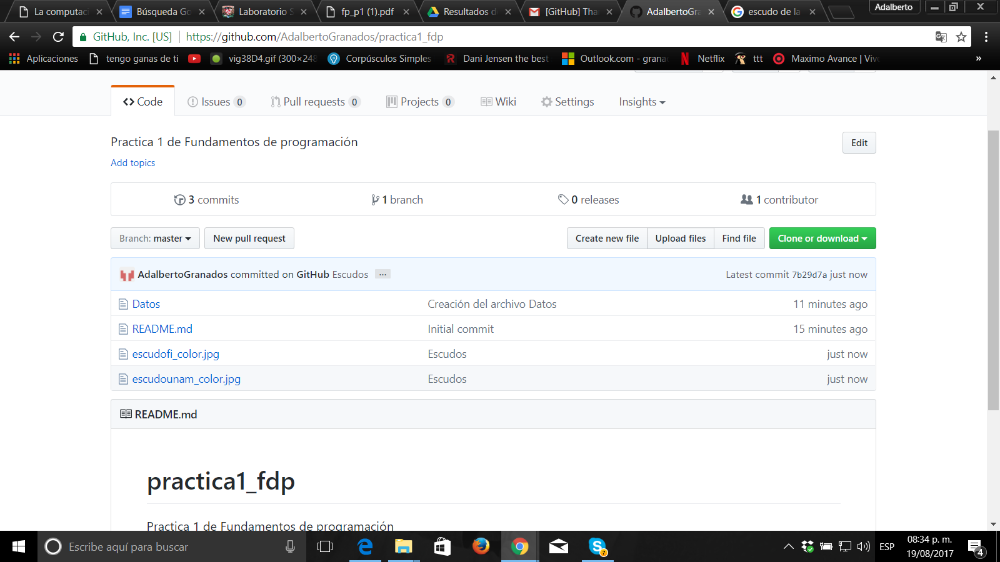 La computaci
Búsqueda Go
Laboratorio S
fp_p1 (1).pdf
Resultados d
[GitHub] Than
AdalbertoGra
escudo de la
Adalberto
GitHub, Inc. [US] https://github.com/AdalbertoGranados/practica1_fdp
Aplicaciones tengo ganas de ti vig38D4.gif (300×248 Corpúsculos Simples Dani Jensen the best Outlook.com - grana Netflix ttt Maximo Avance | Vive »
Code Issues 0 Pull requests 0 Projects 0 Wiki Settings Insights
Practica 1 de Fundamentos de programación
Edit
Add topics
3 commits 1 branch 0 releases 1 contributor
Branch: master New pull request Create new file Upload files Find file Clone or download
AdalbertoGranados committed on GitHub Escudos ... Latest commit 7b29d7a just now
Datos Creación del archivo Datos 11 minutes ago
README.md Initial commit 15 minutes ago
escudofi_color.jpg Escudos just now
escudounam_color.jpg Escudos just now
README.md
practica1_fdp
Practica 1 de Fundamentos de programación
Escribe aquí para buscar
7
ESP
08:34 p. m.
19/08/2017
4